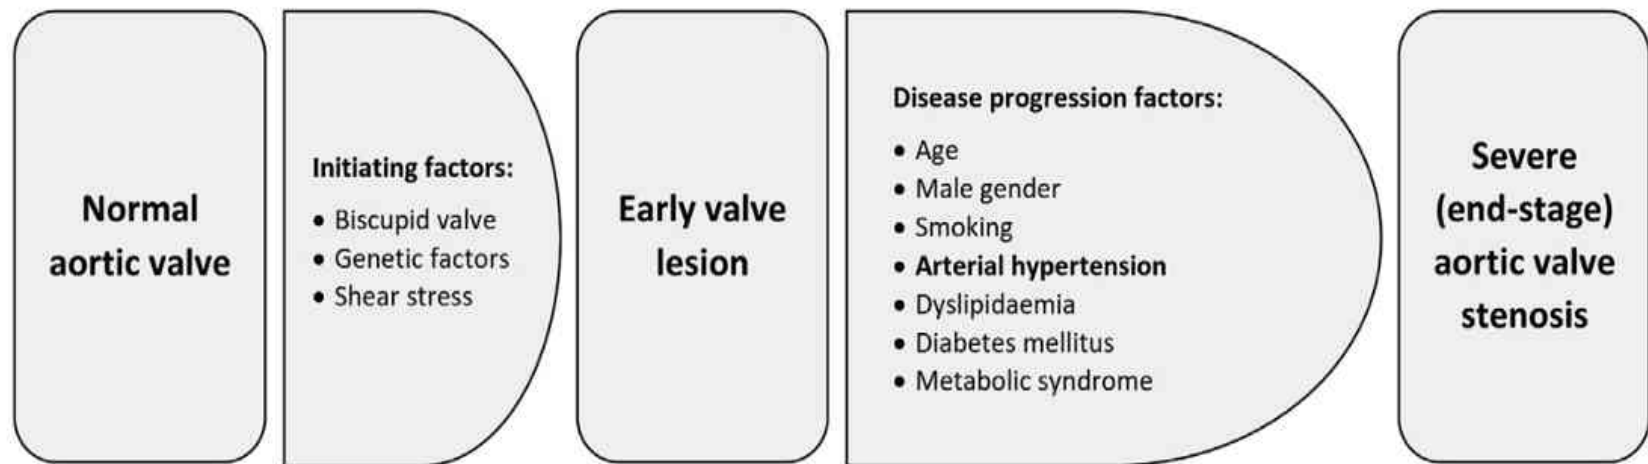 Normal
aortic valve
Initiating factors:
• Biscupid valve
• Genetic factors
• Shear stress
Early valve
lesion
Disease progression factors:
• Age
• Male gender
• Smoking
• Arterial hypertension
• Dyslipidaemia
• Diabetes mellitus
• Metabolic syndrome
Severe
(end-stage)
aortic valve
stenosis